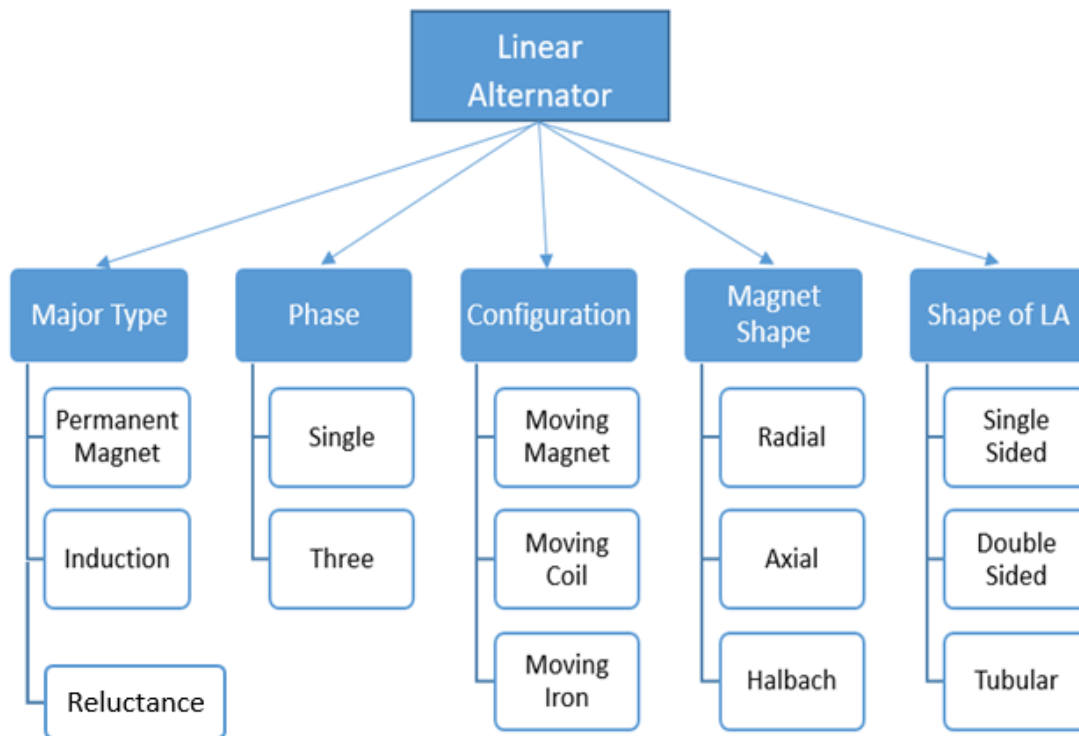 Linear
Alternator
Major Type
Phase
Configuration
Magnet
Shape
Shape of LA
Permanent
Magnet
Induction
Reluctance
Single
Three
Moving
Magnet
Moving
Coil
Moving
Iron
Radial
Axial
Halbach
Single
Sided
Double
Sided
Tubular